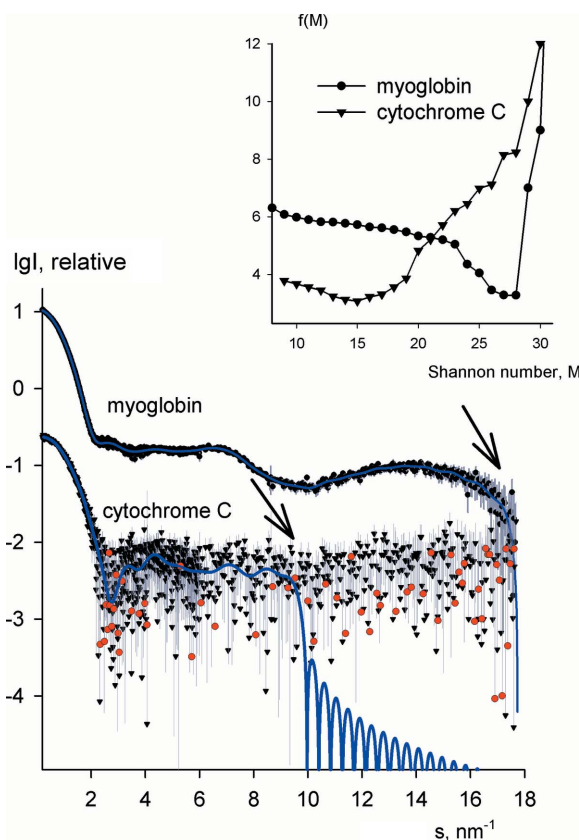 f(M)
12
10
8
6
4
myoglobin
cytochrome C
10 15 20 25 30
Shannon number, M
lgI, relative
1
0
-1
-2
-3
-4
myoglobin
cytochrome C
2 4 6 8 10 12 14 16 18
s, nm⁻¹